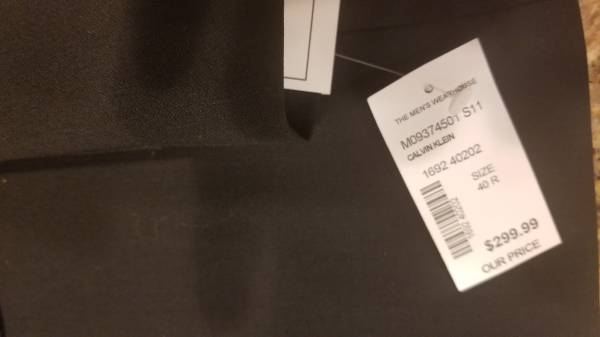 THE MEN'S WEARHOUSE
M09374501 S11
CALVIN KLEIN
1692 40202
SIZE
40 R
$299.99
OUR PRICE